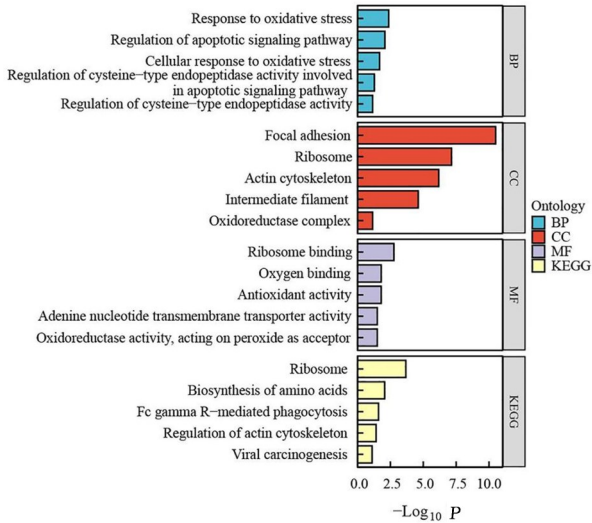 Response to oxidative stress
Regulation of apoptotic signaling pathway
Cellular response to oxidative stress
Regulation of cysteine−type endopeptidase activity involved
in apoptotic signaling pathway
Regulation of cysteine−type endopeptidase activity
BP
Focal adhesion
Ribosome
Actin cytoskeleton
Intermediate filament
Oxidoreductase complex
CC
Ribosome binding
Oxygen binding
Antioxidant activity
Adenine nucleotide transmembrane transporter activity
Oxidoreductase activity, acting on peroxide as acceptor
MF
Ribosome
Biosynthesis of amino acids
Fc gamma R−mediated phagocytosis
Regulation of actin cytoskeleton
Viral carcinogenesis
KEGG
0.0 2.5 5.0 7.5 10.0
−Log₁₀ P
Ontology
BP
CC
MF
KEGG